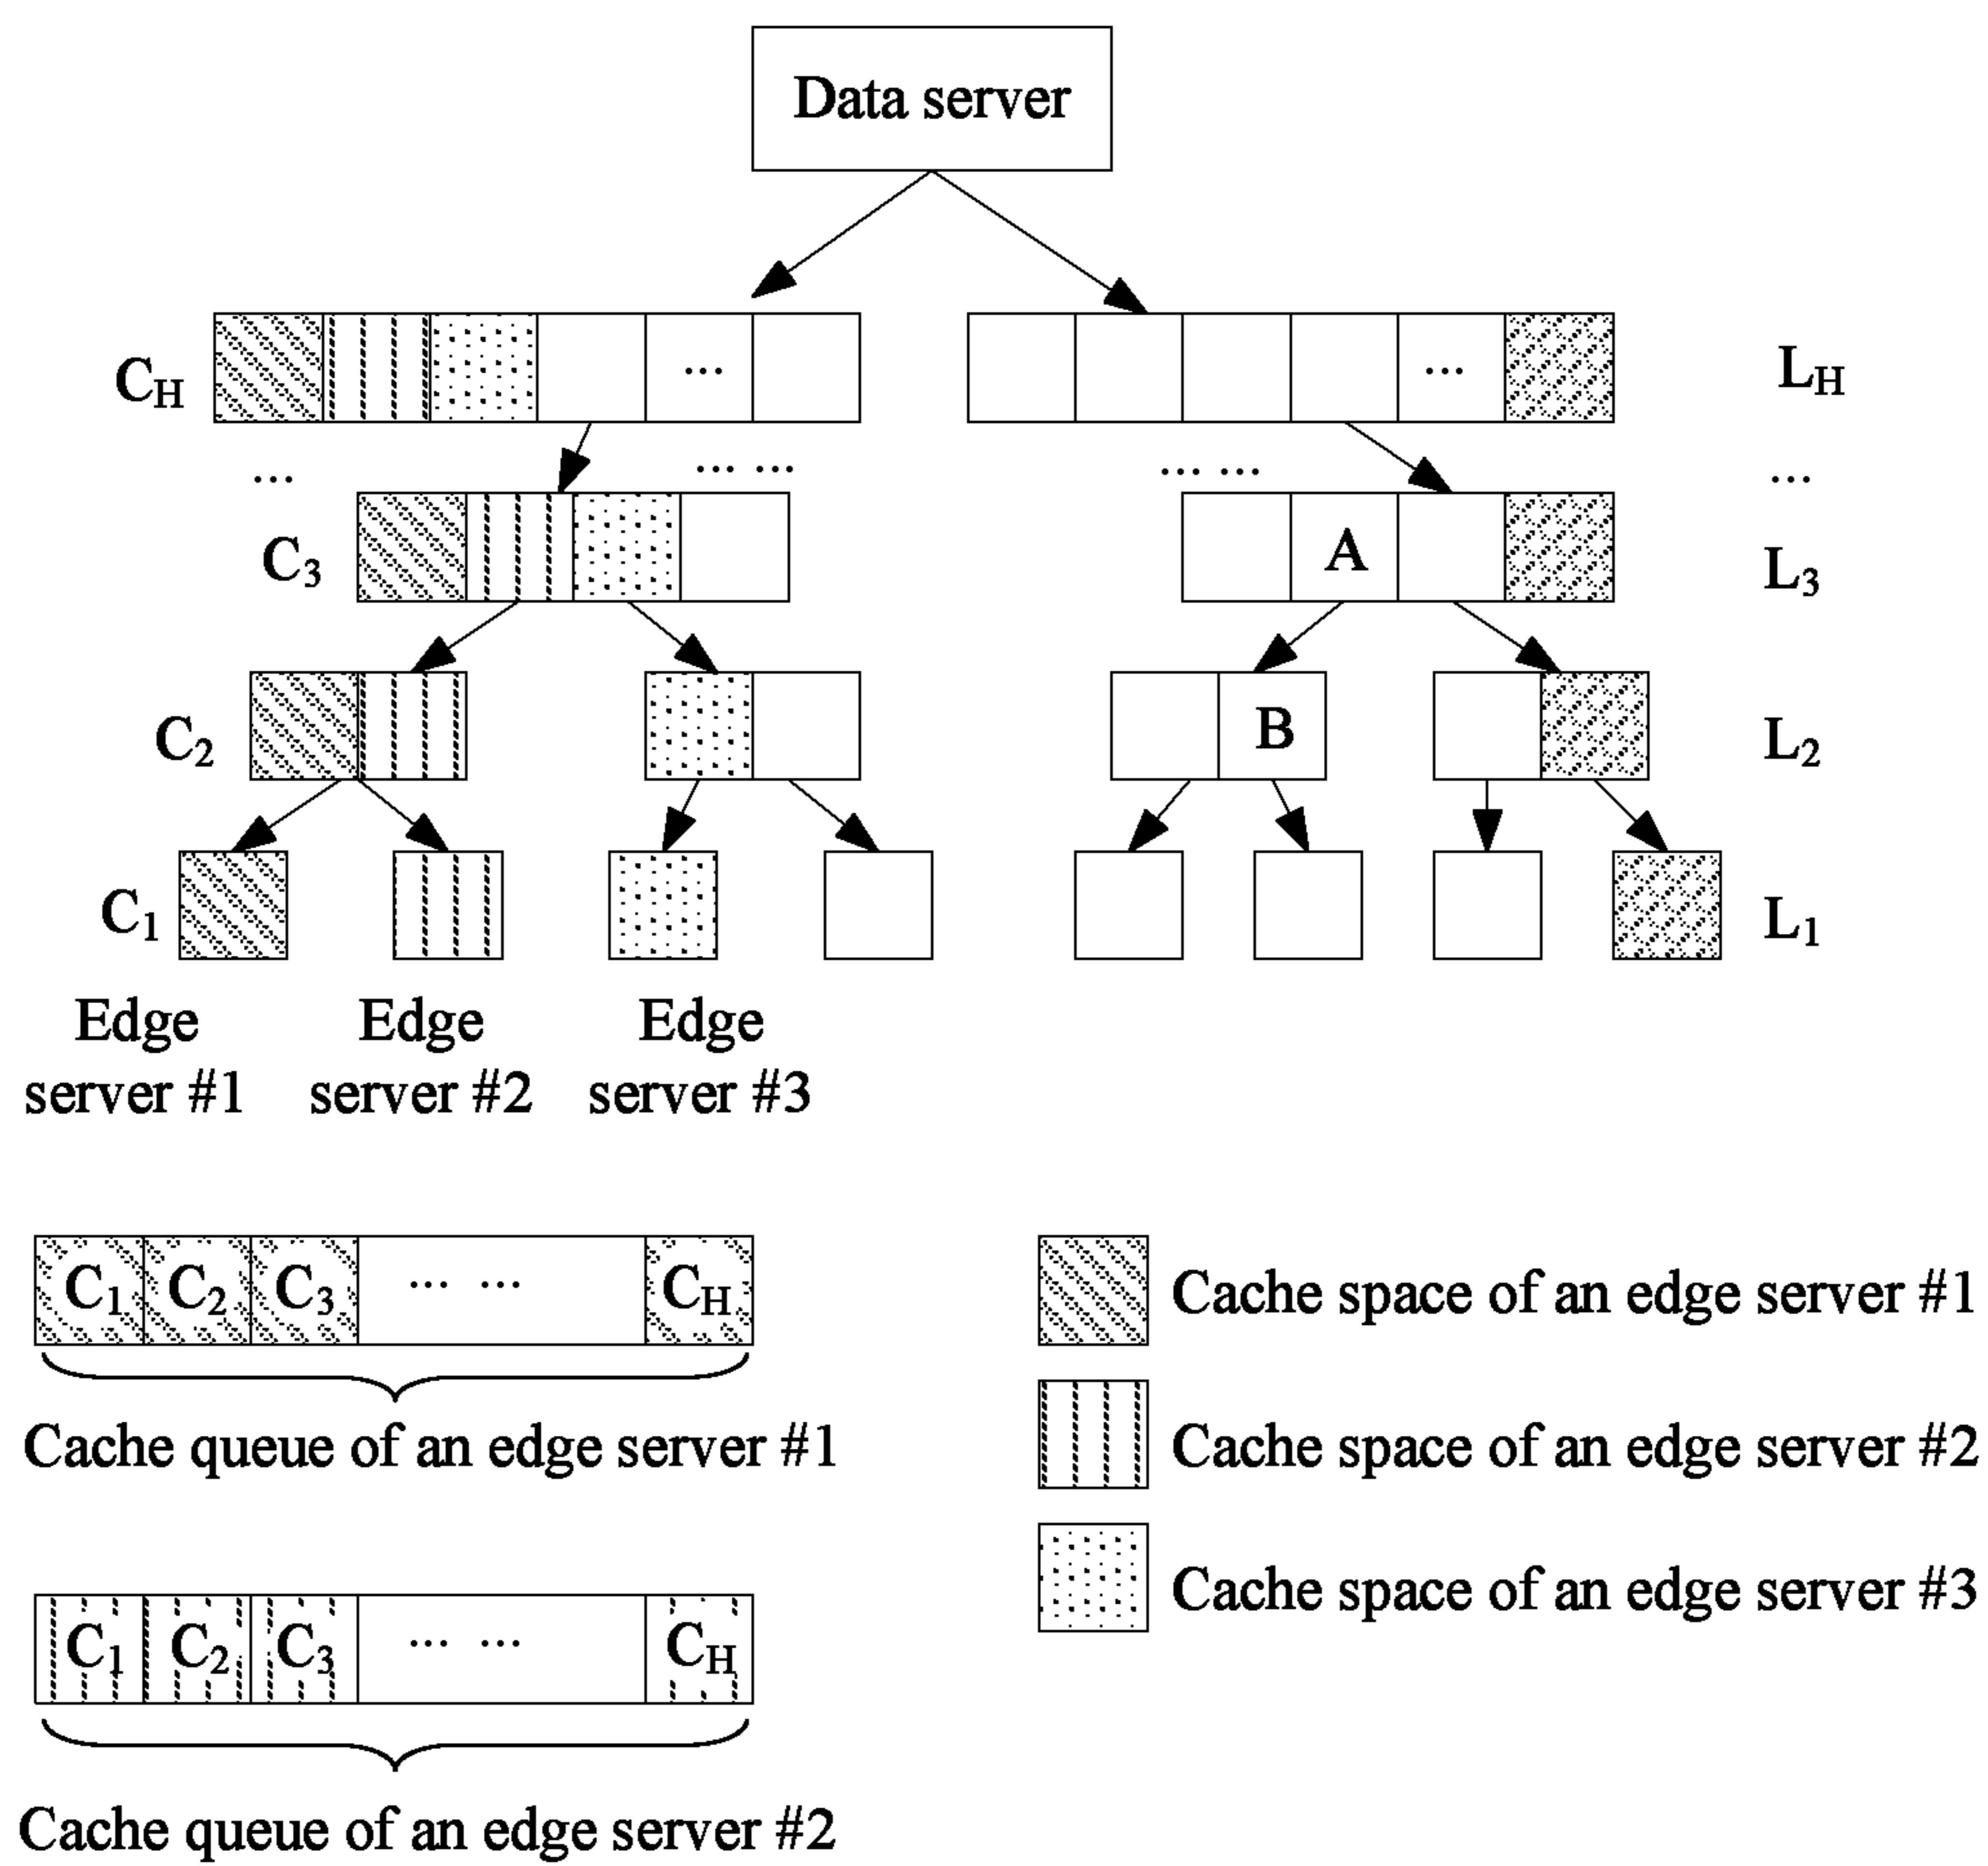 Data server
C_H ... ... L_H
... ... ... ... ... ...
C_3 A L_3
C_2 B L_2
C_1 L_1
Edge server #1
Edge server #2
Edge server #3
C_1 C_2 C_3 ... ... C_H
Cache queue of an edge server #1
C_1 C_2 C_3 ... ... C_H
Cache queue of an edge server #2
Cache space of an edge server #1
Cache space of an edge server #2
Cache space of an edge server #3